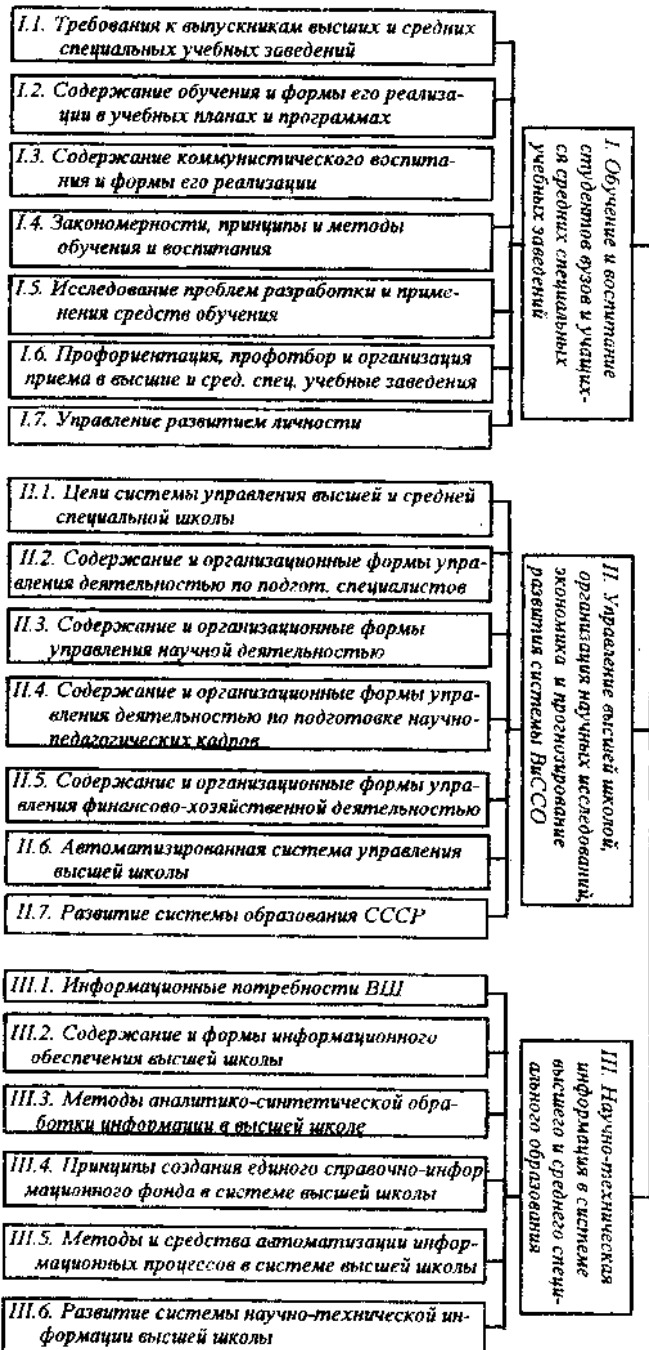 I. Обучение и воспитание
студентов вузов и учащих-
ся средних специальных
учебных заведений
I.1. Требования к выпускникам высших и средних
специальных учебных заведений
I.2. Содержание обучения и формы его реализа-
ции в учебных планах и программах
I.3. Содержание коммунистического воспита-
ния и формы его реализации
I.4. Закономерности, принципы и методы
обучения и воспитания
I.5. Исследование проблем разработки и приме-
нения средств обучения
I.6. Профориентация, профотбор и организация
приема в высшие и сред. спец. учебные заведения
I.7. Управление развитием личности
II. Управление высшей школой,
организация научных исследований,
экономика и прогнозирование
развития системы ВиССО
II.1. Цели системы управления высшей и средней
специальной школы
II.2. Содержание и организационные формы упра-
вления деятельностью по подгот. специалистов
II.3. Содержание и организационные формы
управления научной деятельностью
II.4. Содержание и организационные формы упра-
вления деятельностью по подготовке научно-
педагогических кадров
II.5. Содержание и организационные формы упра-
вления финансово-хозяйственной деятельностью
II.6. Автоматизированная система управления
высшей школы
II.7. Развитие системы образования СССР
III. Научно-техническая
информация в системе
высшего и среднего специ-
ального образования
III.1. Информационные потребности ВШ
III.2. Содержание и формы информационного
обеспечения высшей школы
III.3. Методы аналитико-синтетической обра-
ботки информации в высшей школе
III.4. Принципы создания единого справочно-инфор-
мационного фонда в системе высшей школы
III.5. Методы и средства автоматизации инфор-
мационных процессов в системе высшей школы
III.6. Развитие системы научно-технической ин-
формации высшей школы